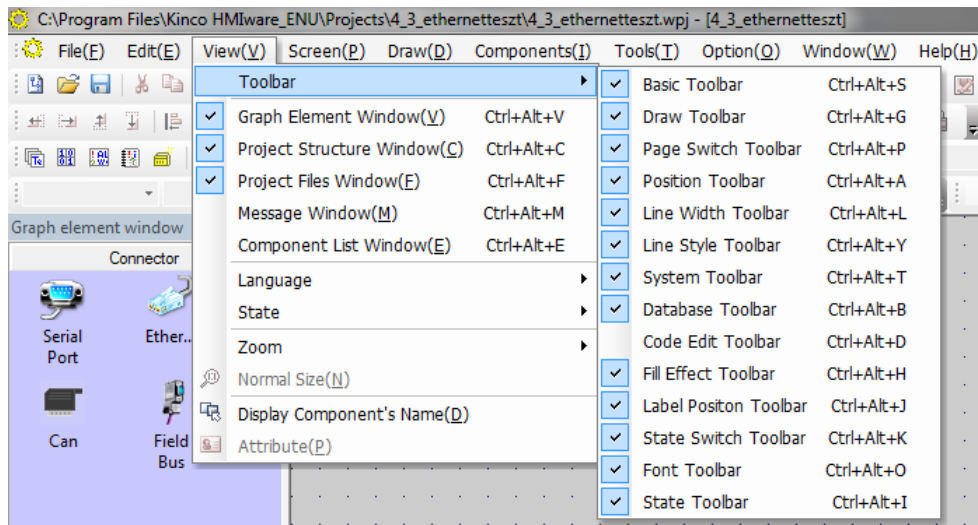 C:\Program Files\Kinco HMIware_ENU\Projects\4_3_ethernetteszt\4_3_ethernetteszt.wpj - [4_3_ethernetteszt]
File(F) Edit(E) View(V) Screen(P) Draw(D) Components(I) Tools(T) Option(O) Window(W) Help(H)
Toolbar
Graph Element Window(V) Ctrl+Alt+V
Project Structure Window(C) Ctrl+Alt+C
Project Files Window(F) Ctrl+Alt+F
Message Window(M) Ctrl+Alt+M
Component List Window(E) Ctrl+Alt+E
Language
State
Zoom
Normal Size(N)
Display Component's Name(D)
Attribute(P)
Basic Toolbar Ctrl+Alt+S
Draw Toolbar Ctrl+Alt+G
Page Switch Toolbar Ctrl+Alt+P
Position Toolbar Ctrl+Alt+A
Line Width Toolbar Ctrl+Alt+L
Line Style Toolbar Ctrl+Alt+Y
System Toolbar Ctrl+Alt+T
Database Toolbar Ctrl+Alt+B
Code Edit Toolbar Ctrl+Alt+D
Fill Effect Toolbar Ctrl+Alt+H
Label Positon Toolbar Ctrl+Alt+J
State Switch Toolbar Ctrl+Alt+K
Font Toolbar Ctrl+Alt+O
State Toolbar Ctrl+Alt+I
Graph element window
Connector
Serial Port
Ether..
Can
Field Bus